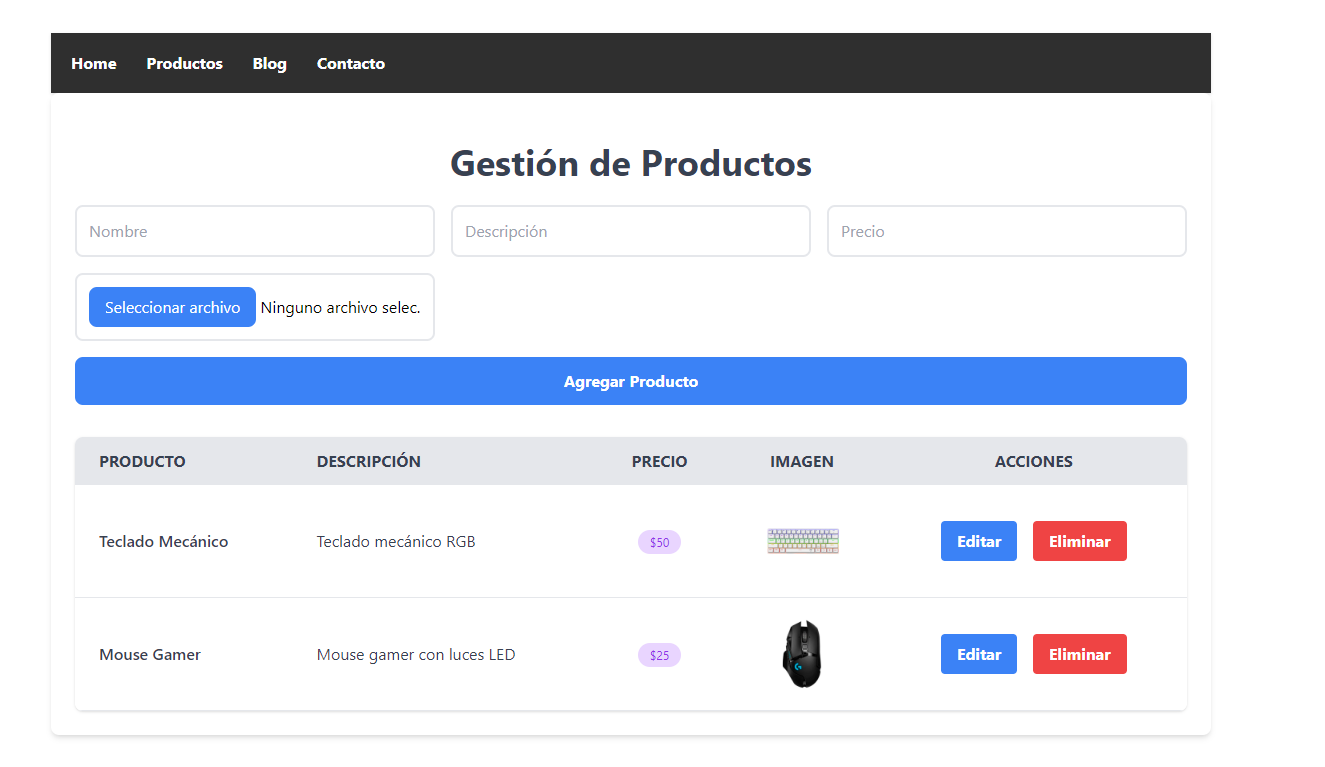 Home Productos Blog Contacto
Gestión de Productos
Nombre Descripción Precio
Seleccionar archivo Ninguno archivo selec.
Agregar Producto
PRODUCTO DESCRIPCIÓN PRECIO IMAGEN ACCIONES
Teclado Mecánico Teclado mecánico RGB $50 Editar Eliminar
Mouse Gamer Mouse gamer con luces LED $25 Editar Eliminar